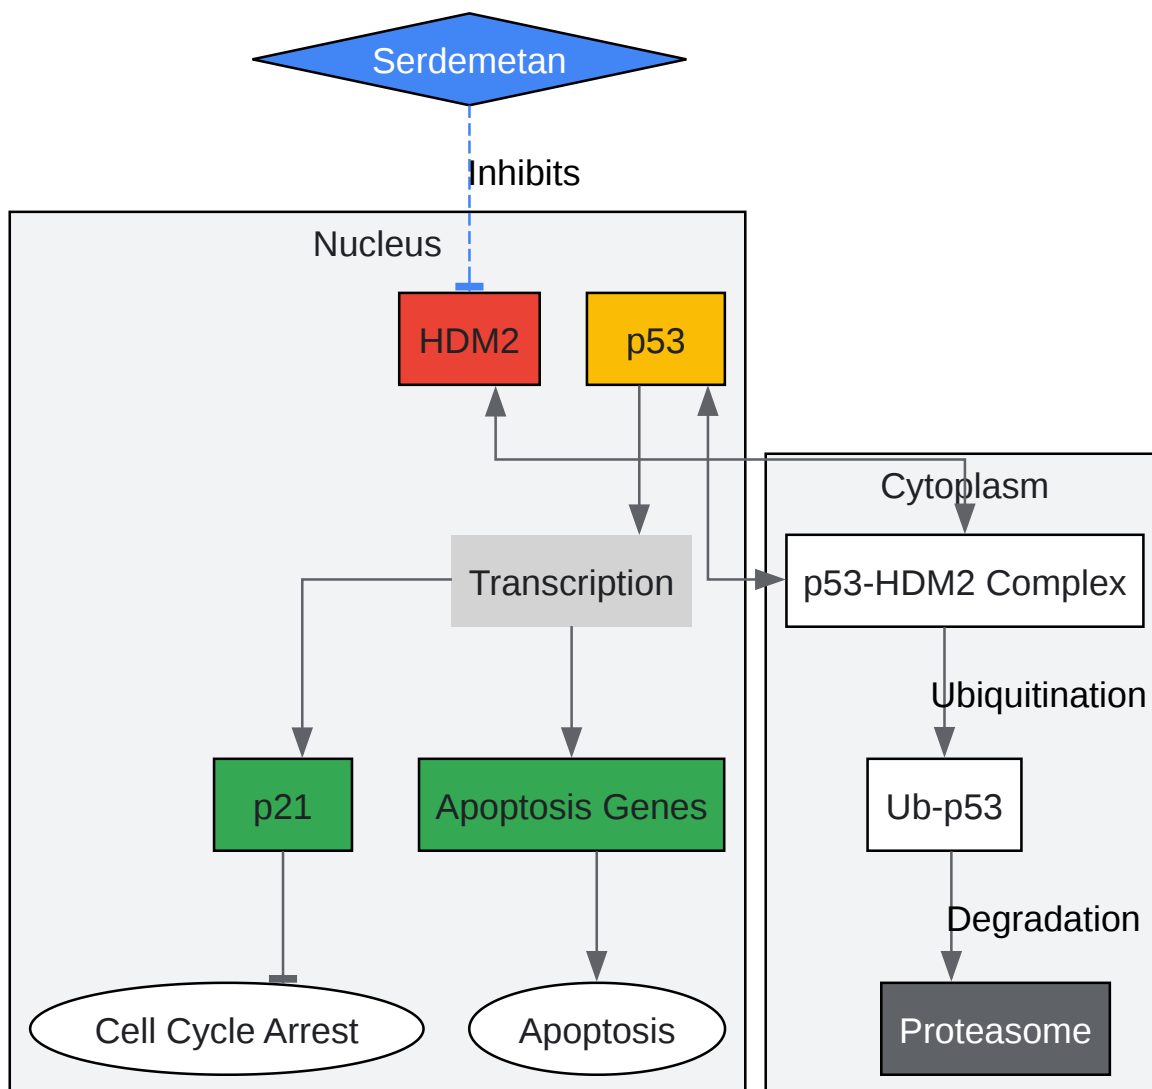 Serdemetan
Inhibits
Nucleus
HDM2
p53
Cytoplasm
Transcription
p53-HDM2 Complex
Ubiquitination
p21
Apoptosis Genes
Ub-p53
Degradation
Cell Cycle Arrest
Apoptosis
Proteasome